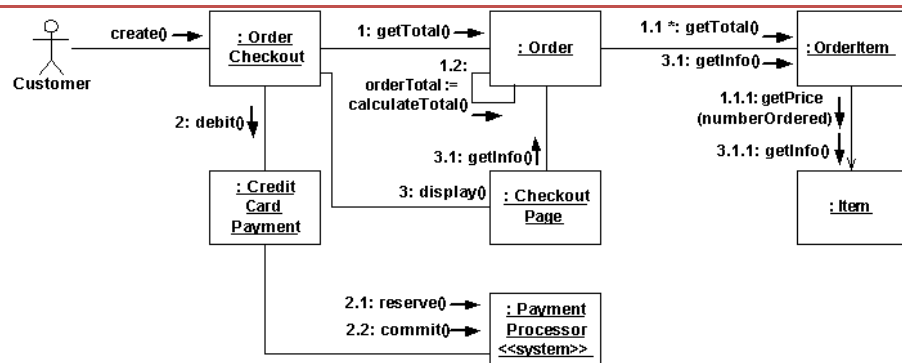 create()
Customer
: Order
Checkout
1: getTotal()
: Order
1.1 *: getTotal()
3.1: getInfo()
: OrderItem
1.2:
orderTotal :=
calculateTotal()
1.1.1: getPrice
(numberOrdered)
3.1.1: getInfo()
2: debit()
3.1: getInfo()
: Credit
Card
Payment
3: display()
: Checkout
Page
: Item
2.1: reserve()
2.2: commit()
: Payment
Processor
<<system>>